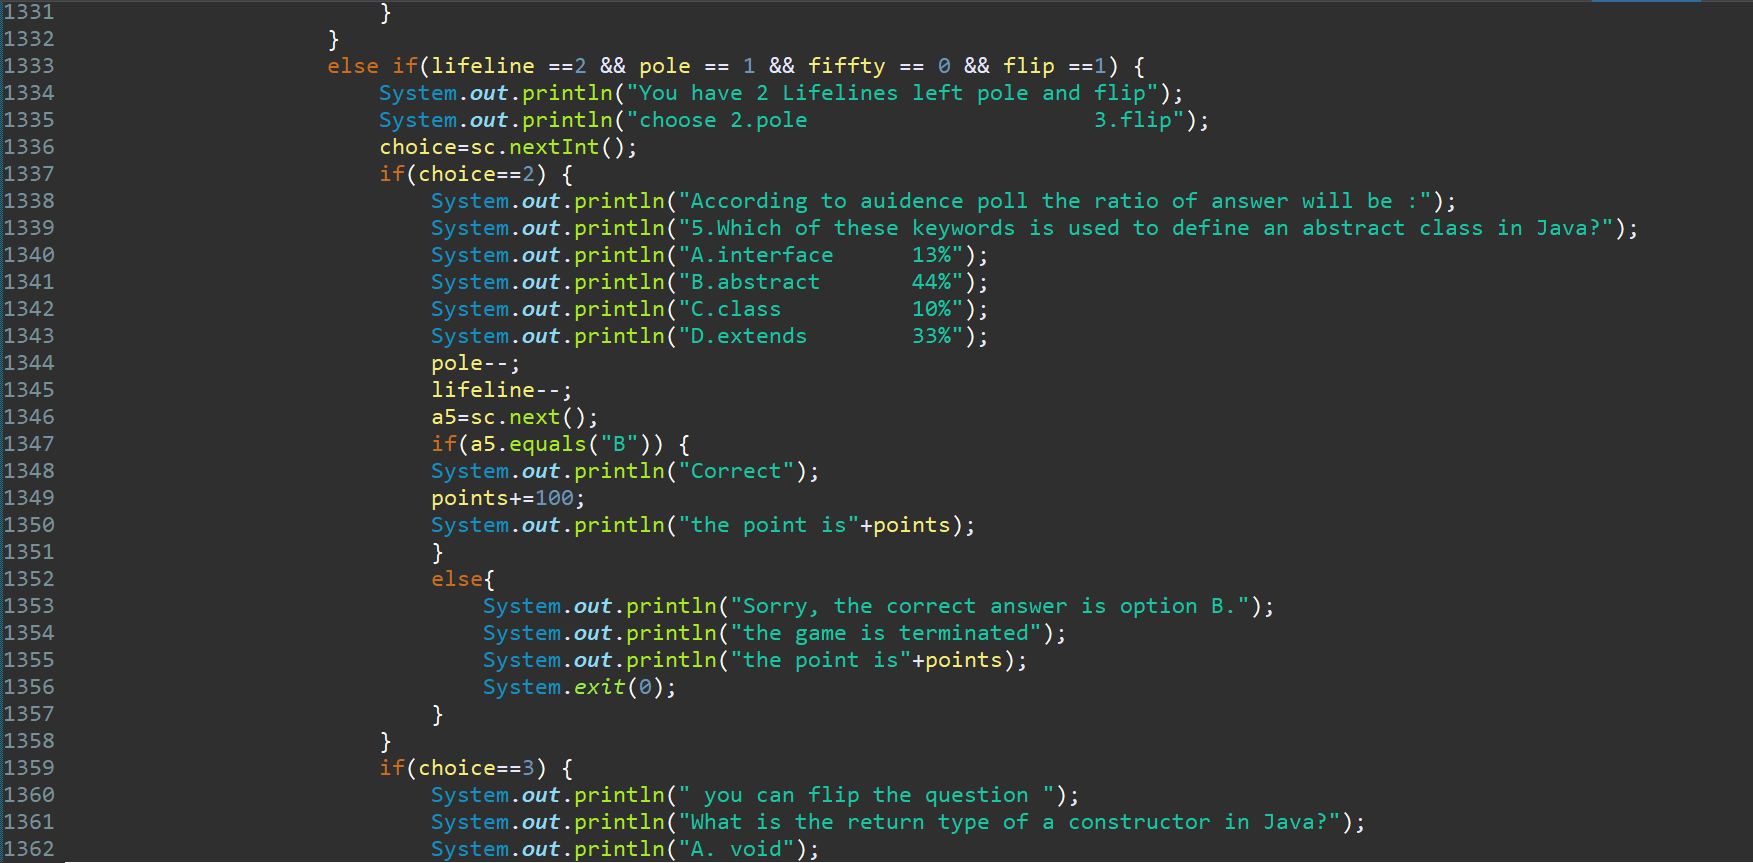 1331                         }
1332                     }
1333                     else if(lifeline ==2 && pole == 1 && fiffty == 0 && flip ==1) {
1334                         System.out.println("You have 2 Lifelines left pole and flip");
1335                         System.out.println("choose 2.pole                      3.flip");
1336                         choice=sc.nextInt();
1337                         if(choice==2) {
1338                             System.out.println("According to auidence poll the ratio of answer will be :");
1339                             System.out.println("5.Which of these keywords is used to define an abstract class in Java?");
1340                             System.out.println("A.interface      13%");
1341                             System.out.println("B.abstract       44%");
1342                             System.out.println("C.class          10%");
1343                             System.out.println("D.extends        33%");
1344                             pole--;
1345                             lifeline--;
1346                             a5=sc.next();
1347                             if(a5.equals("B")) {
1348                             System.out.println("Correct");
1349                             points+=100;
1350                             System.out.println("the point is"+points);
1351                             }
1352                             else{
1353                                 System.out.println("Sorry, the correct answer is option B.");
1354                                 System.out.println("the game is terminated");
1355                                 System.out.println("the point is"+points);
1356                                 System.exit(0);
1357                             }
1358                         }
1359                         if(choice==3) {
1360                             System.out.println(" you can flip the question ");
1361                             System.out.println("What is the return type of a constructor in Java?");
1362                             System.out.println("A. void");